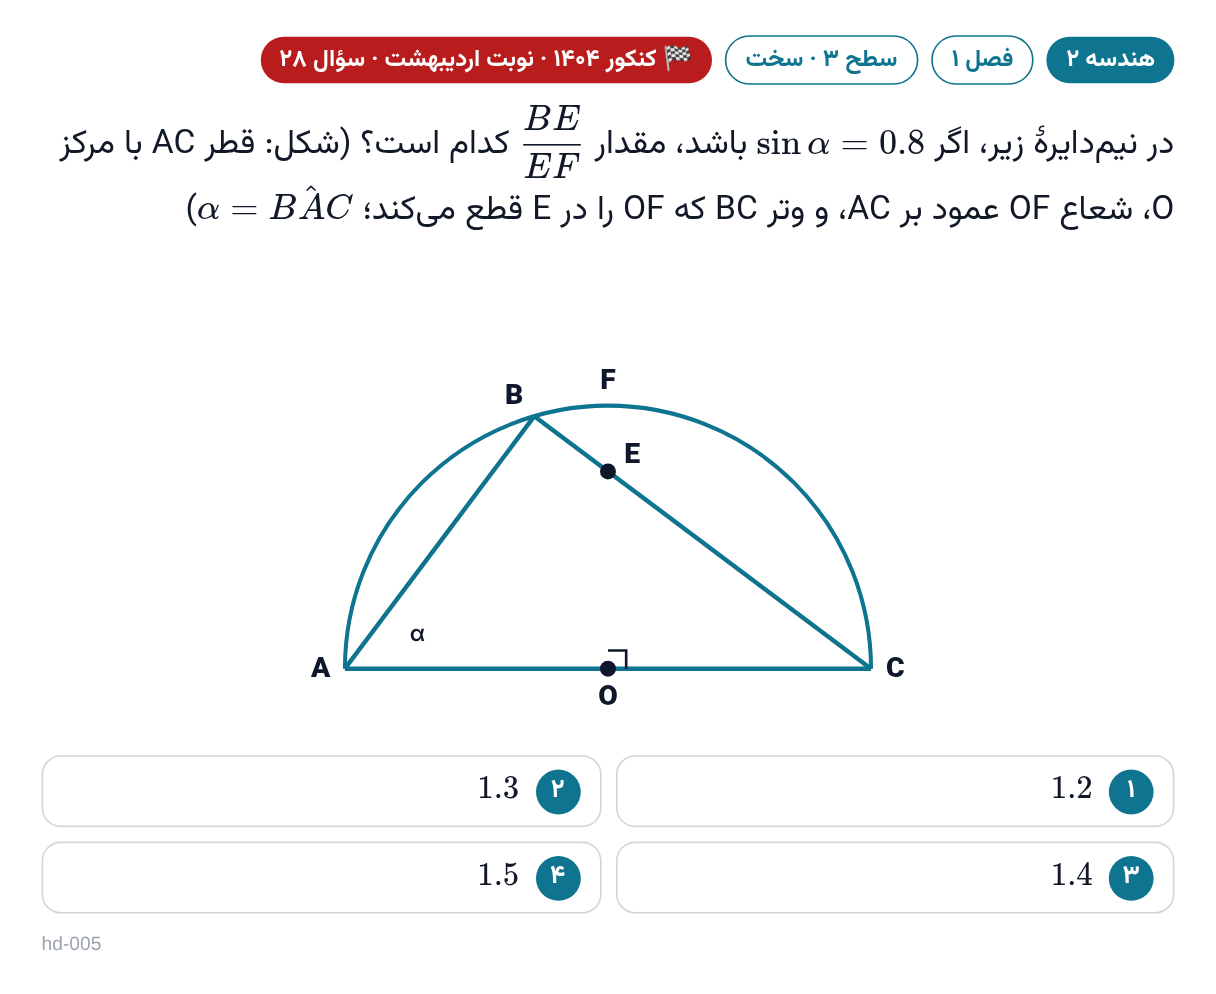 هندسه ۲ فصل ۱ سطح ۳ · سخت 🏁 کنکور ۱۴۰۴ · نوبت اردیبهشت · سؤال ۲۸
در نیم‌دایرهٔ زیر، اگر sin α = 0.8 باشد، مقدار BE/EF کدام است؟ (شکل: قطر AC با مرکز
O، شعاع OF عمود بر AC، و وتر BC که OF را در E قطع می‌کند؛ α = BÂC)
F
B
E
α
A
C
O
۱ 1.2
۲ 1.3
۳ 1.4
۴ 1.5
hd-005